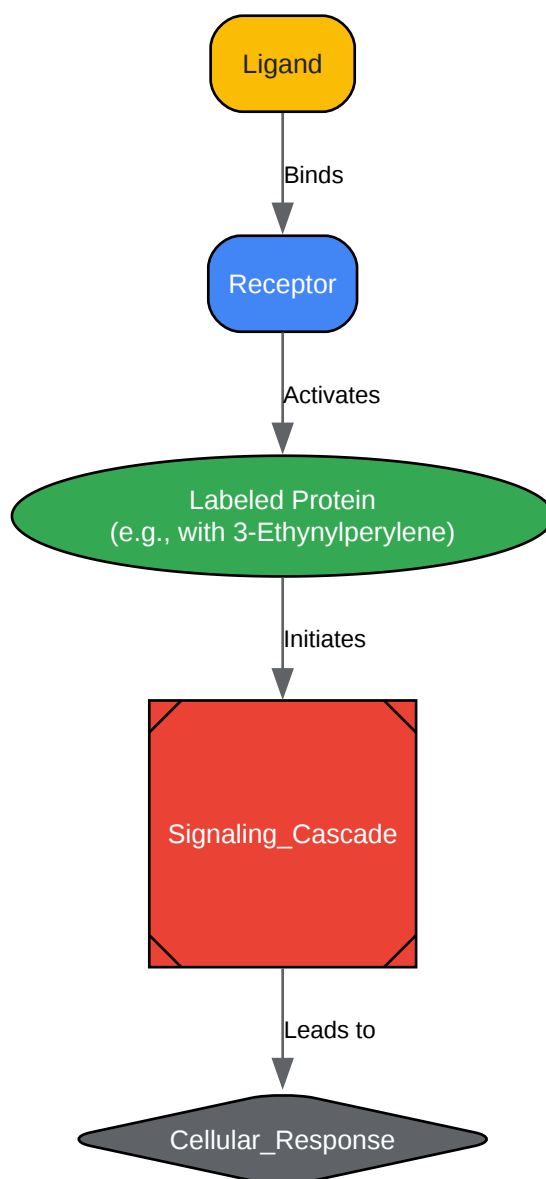 Ligand
Binds
Receptor
Activates
Labeled Protein
(e.g., with 3-Ethynylperylene)
Initiates
Signaling_Cascade
Leads to
Cellular_Response